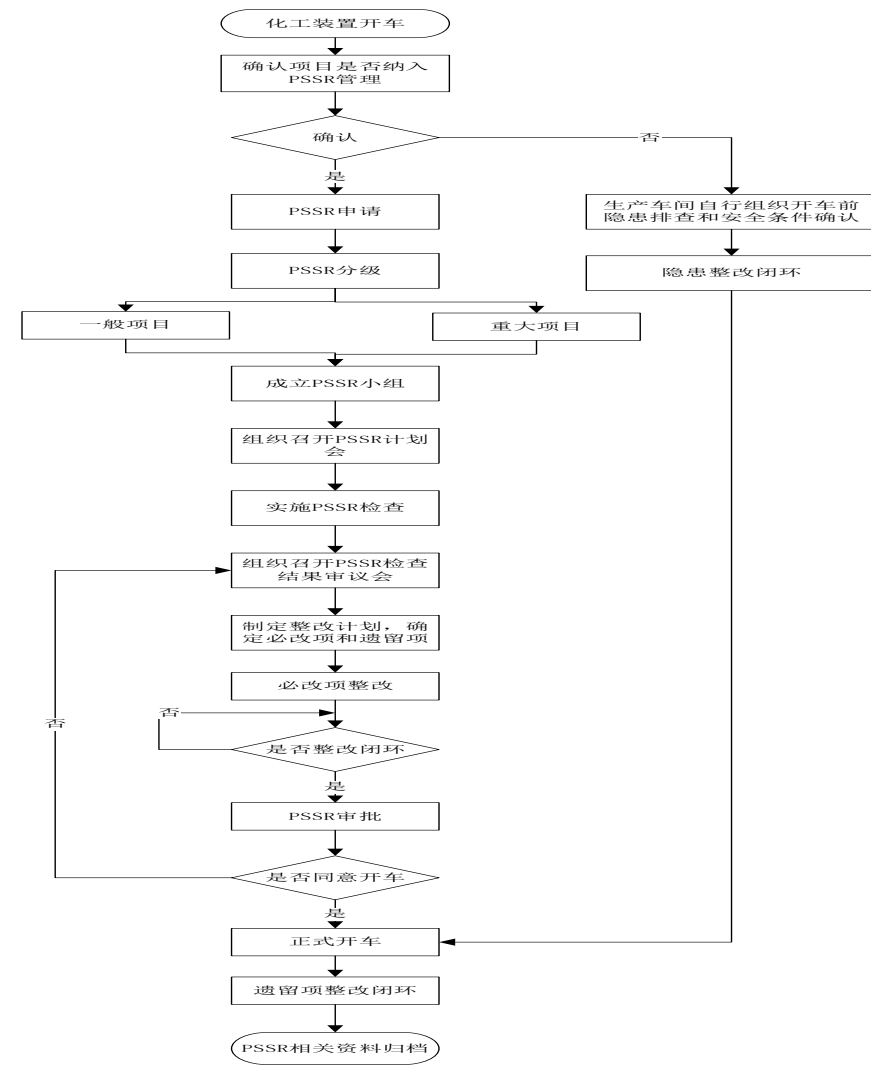 化工装置开车
确认项目是否纳入
PSSR管理
确认
否
是
PSSR申请
生产车间自行组织开车前
隐患排查和安全条件确认
PSSR分级
隐患整改闭环
一般项目
重大项目
成立PSSR小组
组织召开PSSR计划
会
实施PSSR检查
组织召开PSSR检查
结果审议会
制定整改计划，确
定必改项和遗留项
必改项整改
否
否
是否整改闭环
是
PSSR审批
是否同意开车
是
正式开车
遗留项整改闭环
PSSR相关资料归档